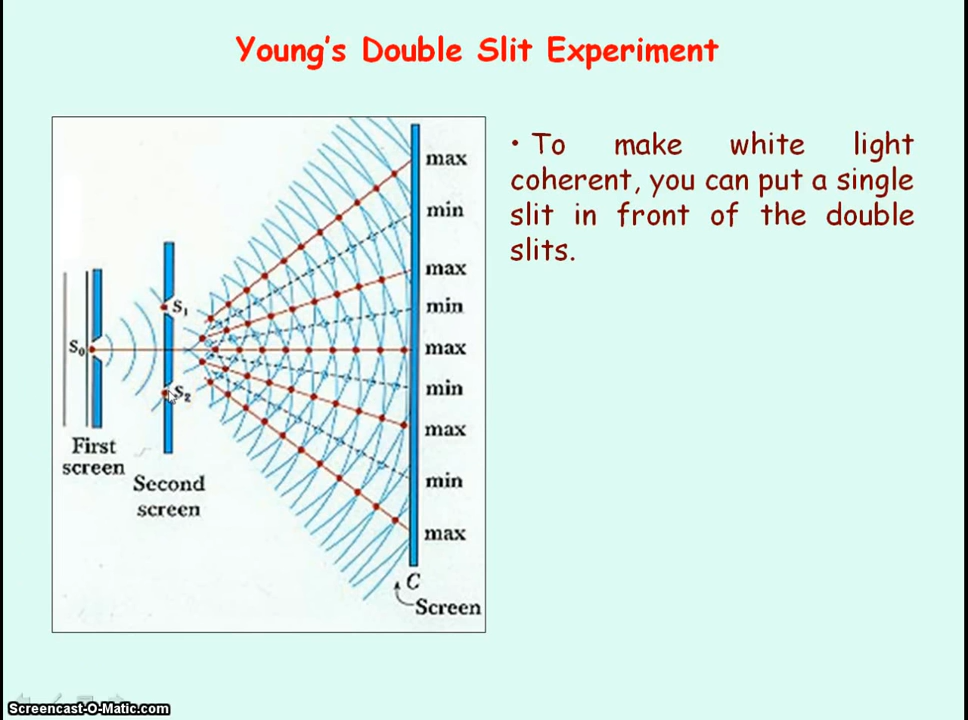 Young's Double Slit Experiment
• To make white light
coherent, you can put a single
slit in front of the double
slits.
max
min
max
S₁
min
S₀
max
min
S₂
max
First
screen
min
Second
screen
max
C
Screen
Screencast-O-Matic.com